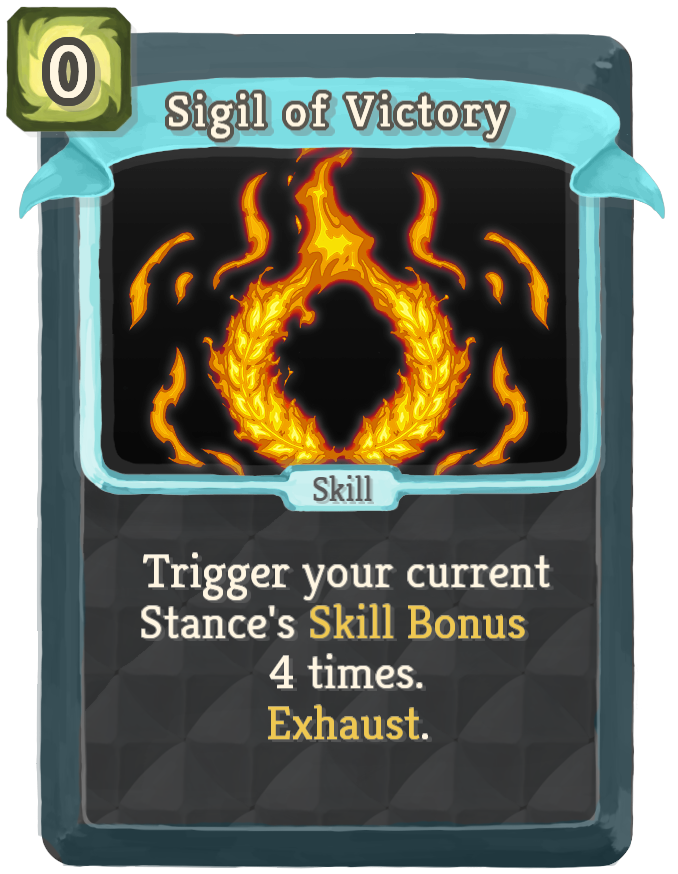 0
Sigil of Victory
Skill
Trigger your current
Stance's Skill Bonus
4 times.
Exhaust.